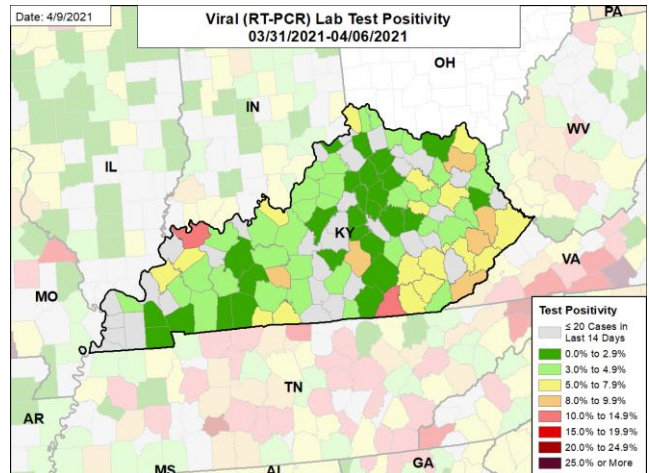 Date: 4/9/2021
Viral (RT-PCR) Lab Test Positivity
03/31/2021-04/06/2021
PA
OH
IN
WV
IL
KY
VA
MO
TN
AR
MS
AL
GA
Test Positivity
≤ 20 Cases in
Last 14 Days
0.0% to 2.9%
3.0% to 4.9%
5.0% to 7.9%
8.0% to 9.9%
10.0% to 14.9%
15.0% to 19.9%
20.0% to 24.9%
25.0% or More